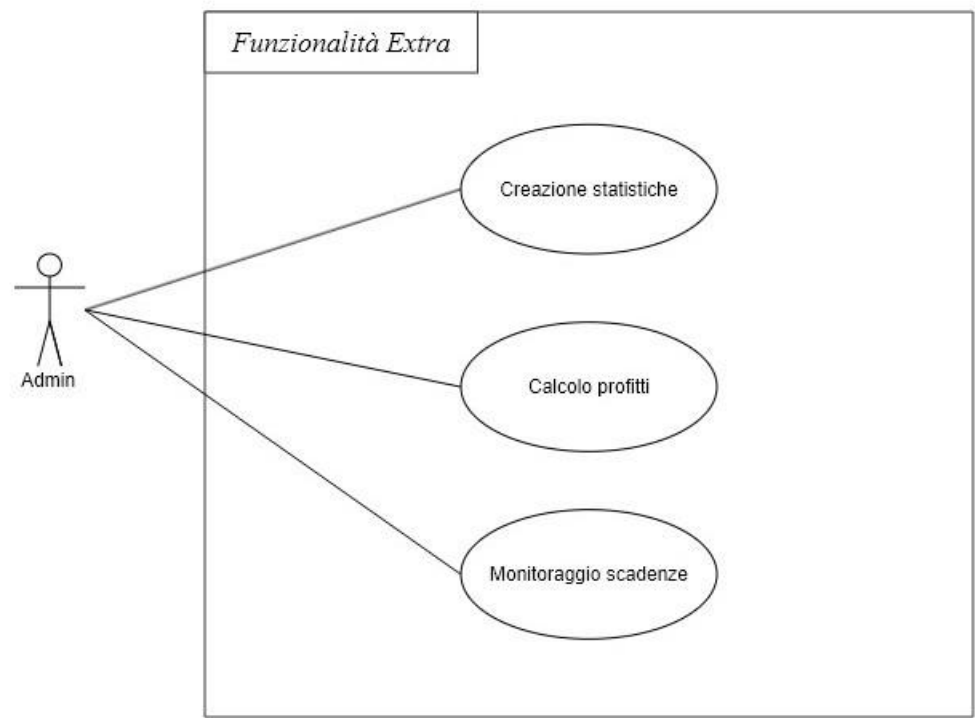 Funzionalità Extra
Creazione statistiche
Admin
Calcolo profitti
Monitoraggio scadenze